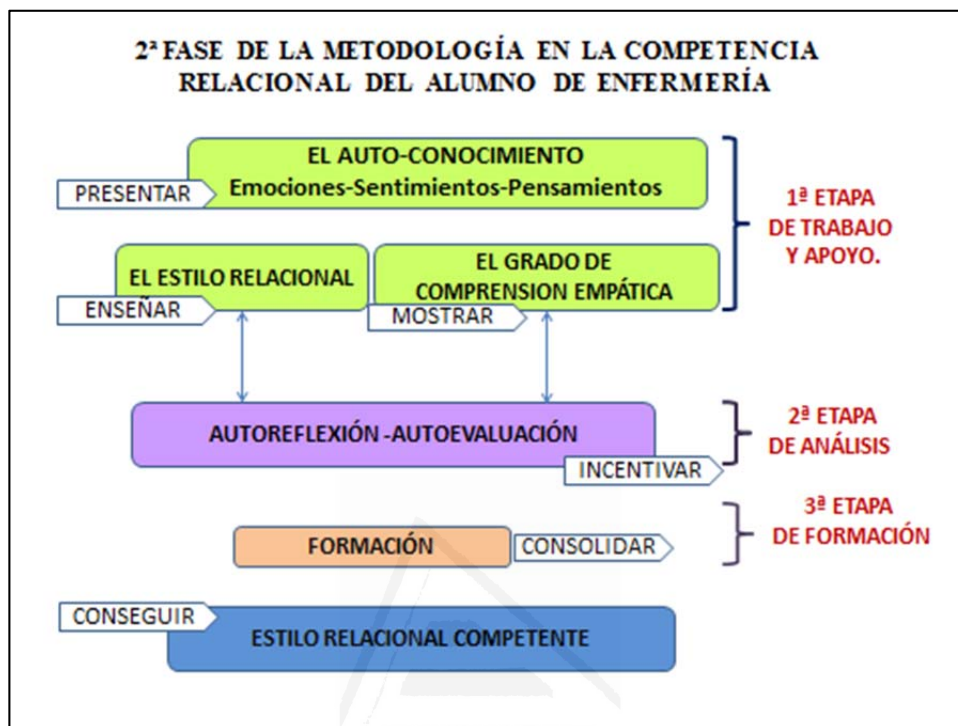 2ª FASE DE LA METODOLOGÍA EN LA COMPETENCIA
RELACIONAL DEL ALUMNO DE ENFERMERÍA
EL AUTO-CONOCIMIENTO
Emociones-Sentimientos-Pensamientos
PRESENTAR
1ª ETAPA
DE TRABAJO
Y APOYO.
EL ESTILO RELACIONAL
ENSEÑAR
EL GRADO DE
COMPRENSION EMPÁTICA
MOSTRAR
AUTOREFLEXIÓN -AUTOEVALUACIÓN
INCENTIVAR
2ª ETAPA
DE ANÁLISIS
FORMACIÓN
CONSOLIDAR
3ª ETAPA
DE FORMACIÓN
CONSEGUIR
ESTILO RELACIONAL COMPETENTE